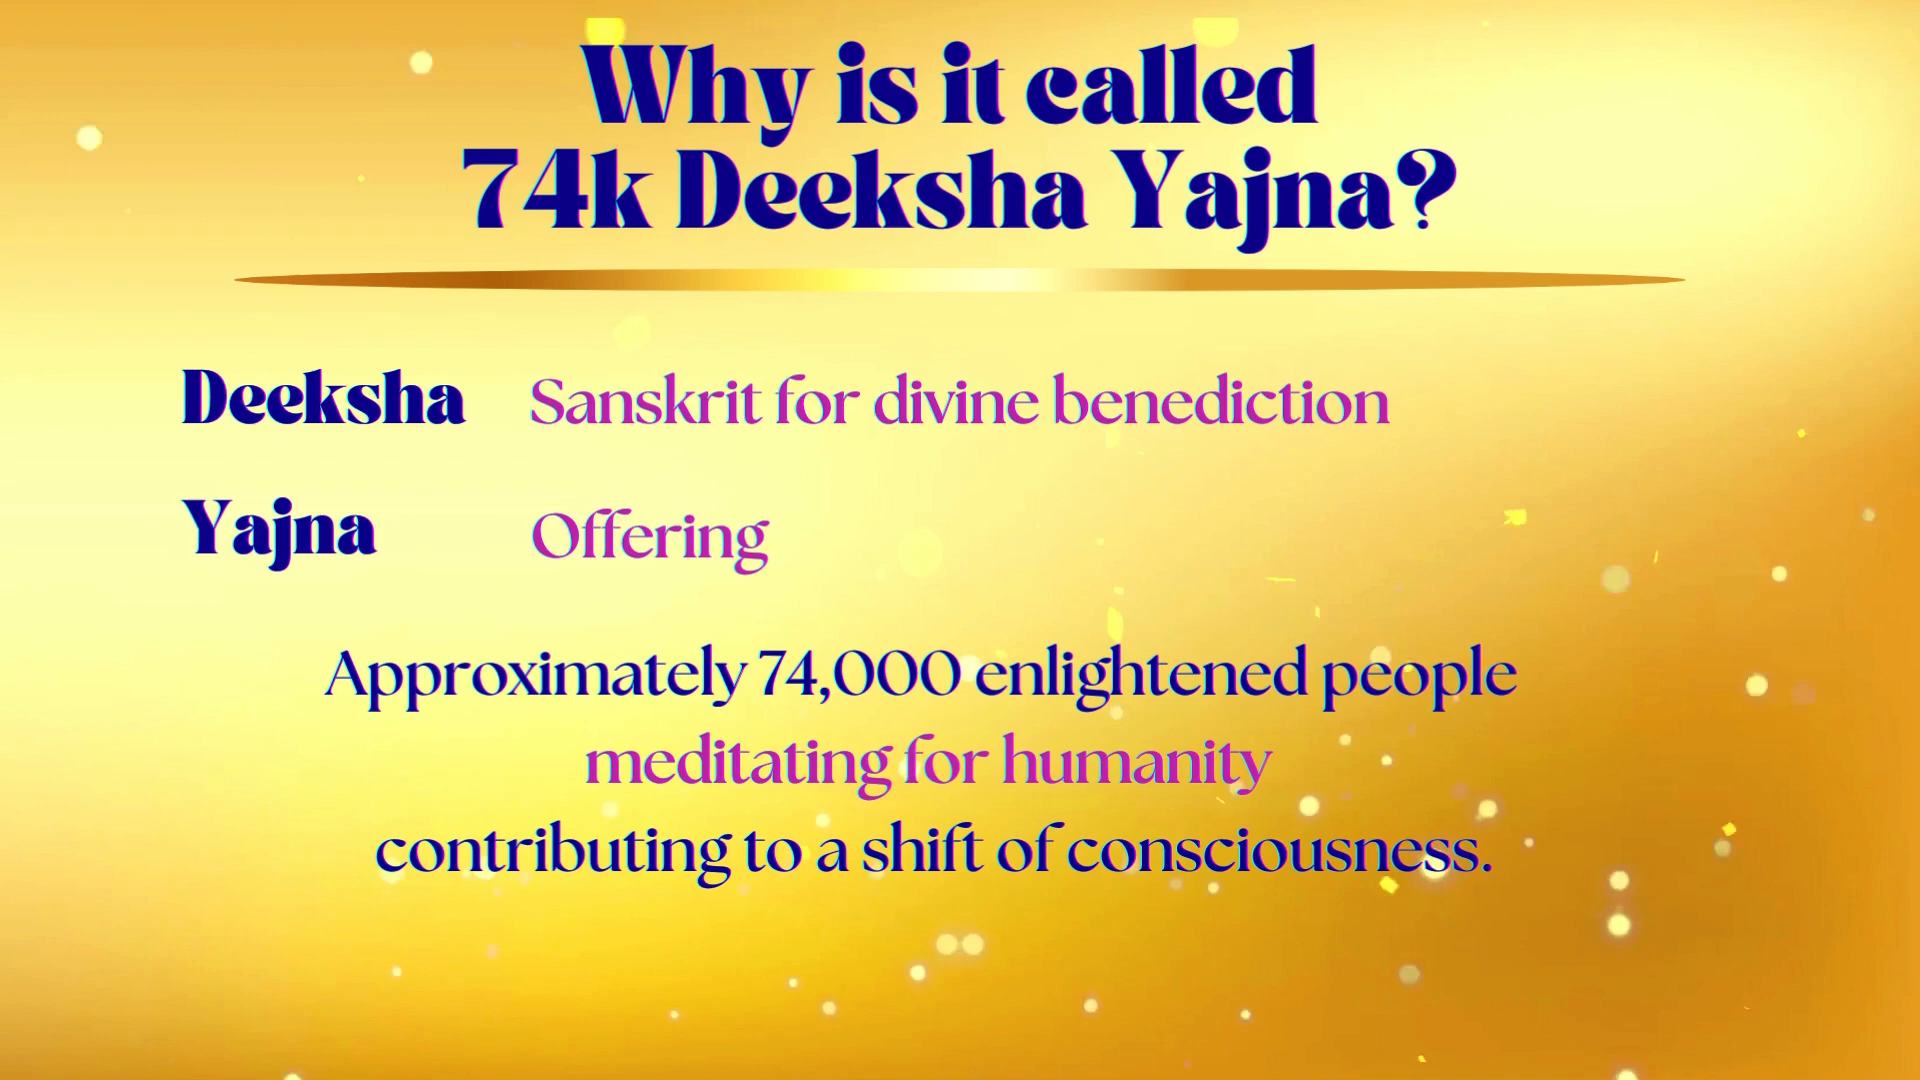 Why is it called
74k Deeksha Yajna?
Deeksha Sanskrit for divine benediction
Yajna Offering
Approximately 74,000 enlightened people
meditating for humanity
contributing to a shift of consciousness.